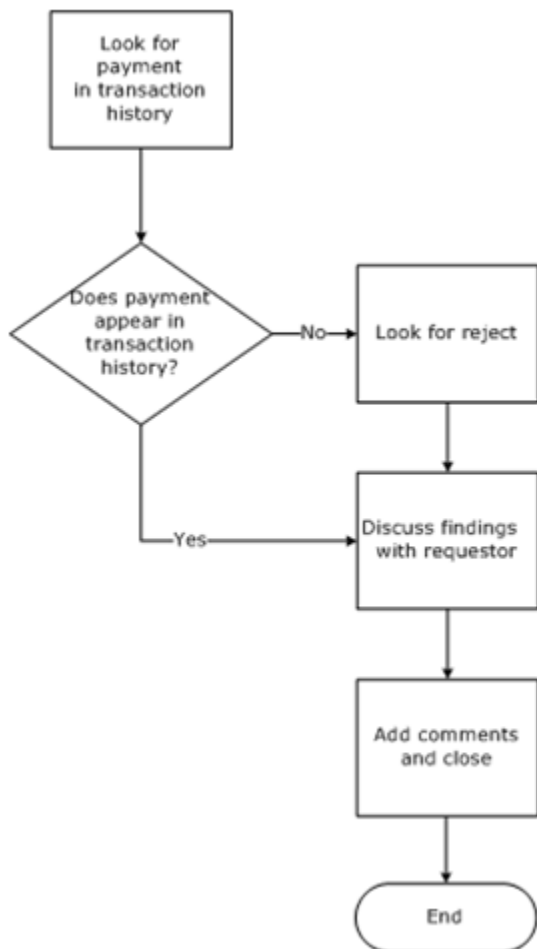 Look for
payment
in transaction
history
Does payment
appear in
transaction
history?
No
Look for reject
Yes
Discuss findings
with requestor
Add comments
and close
End